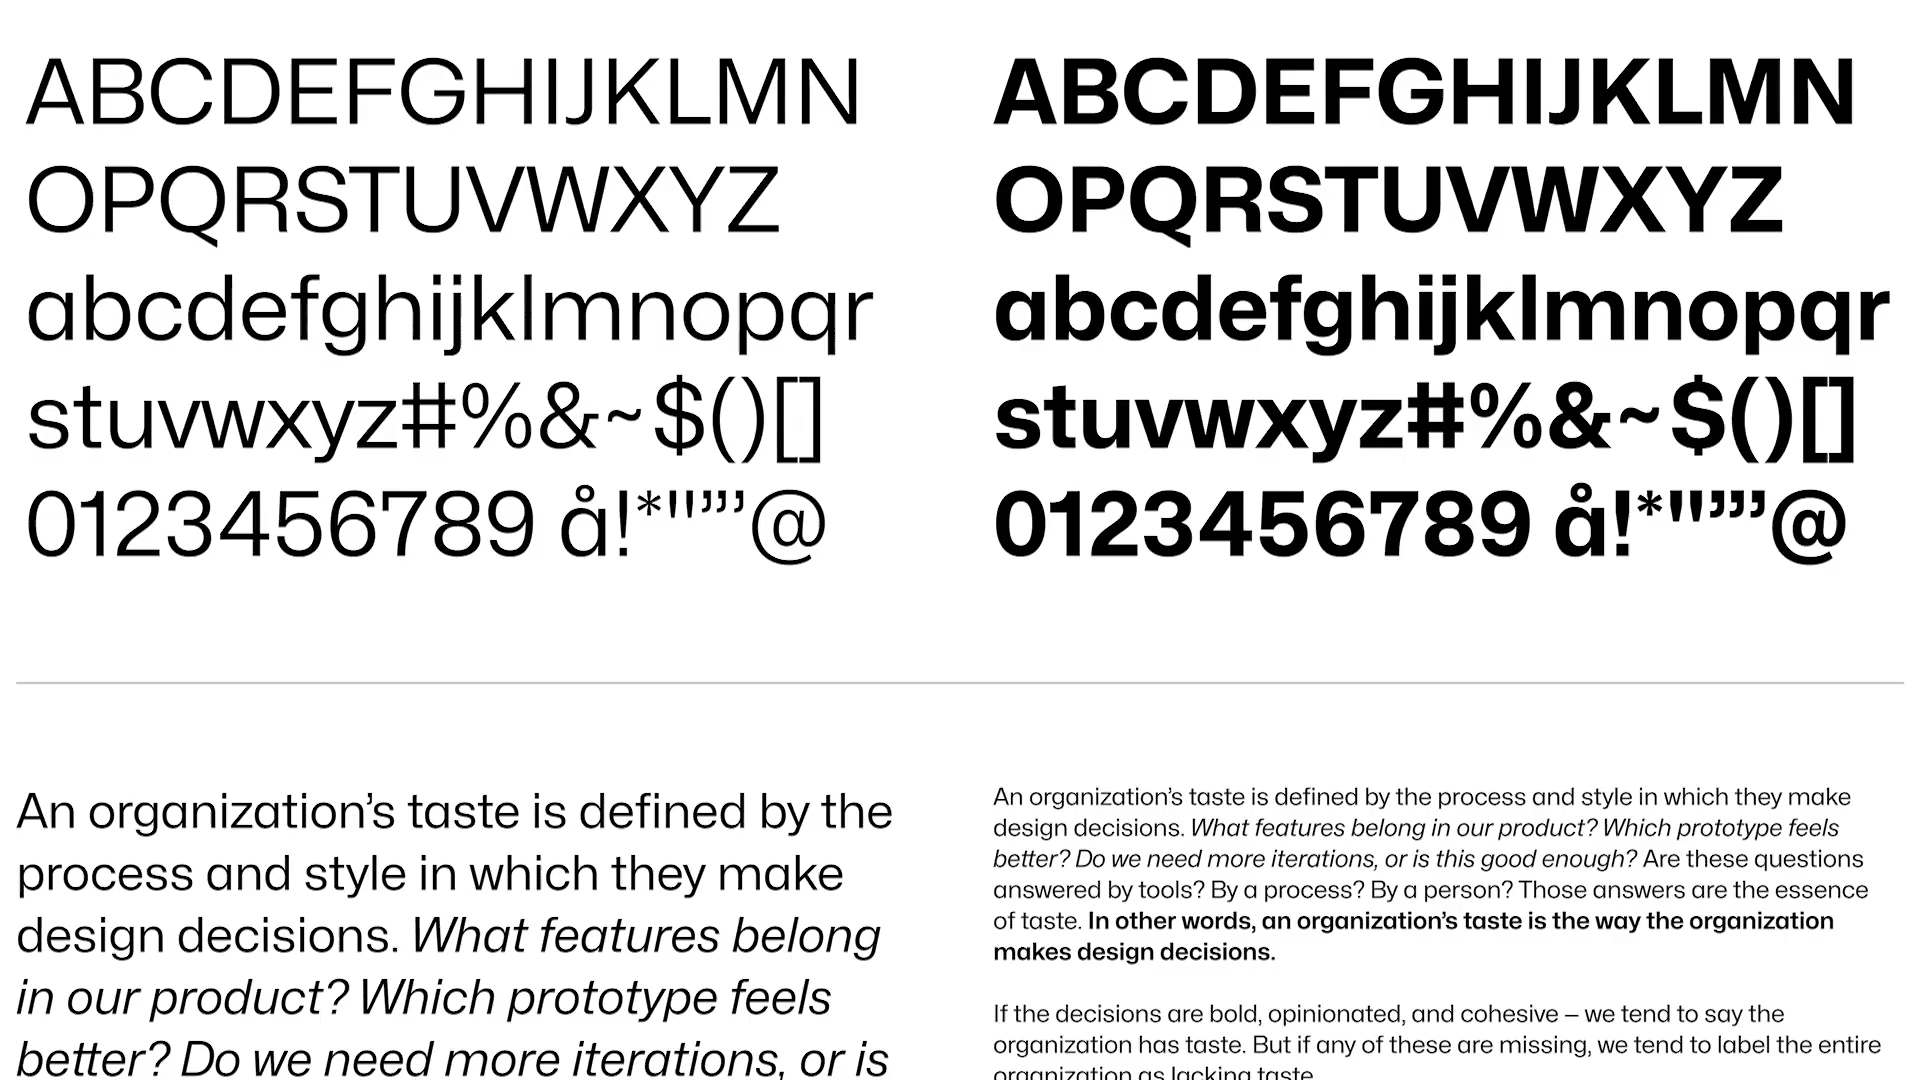 ABCDEFGHIJKLMN
OPQRSTUVWXYZ
abcdefghijklmnopqr
stuvwxyz#%&~$()[]
0123456789 å!*"”’@
ABCDEFGHIJKLMN
OPQRSTUVWXYZ
abcdefghijklmnopqr
stuvwxyz#%&~$()[]
0123456789 å!*"”’@
An organization’s taste is defined by the
process and style in which they make
design decisions. What features belong
in our product? Which prototype feels
better? Do we need more iterations, or is
An organization’s taste is defined by the process and style in which they make
design decisions. What features belong in our product? Which prototype feels
better? Do we need more iterations, or is this good enough? Are these questions
answered by tools? By a process? By a person? Those answers are the essence
of taste. In other words, an organization’s taste is the way the organization
makes design decisions.
If the decisions are bold, opinionated, and cohesive – we tend to say the
organization has taste. But if any of these are missing, we tend to label the entire
organization as lacking taste.